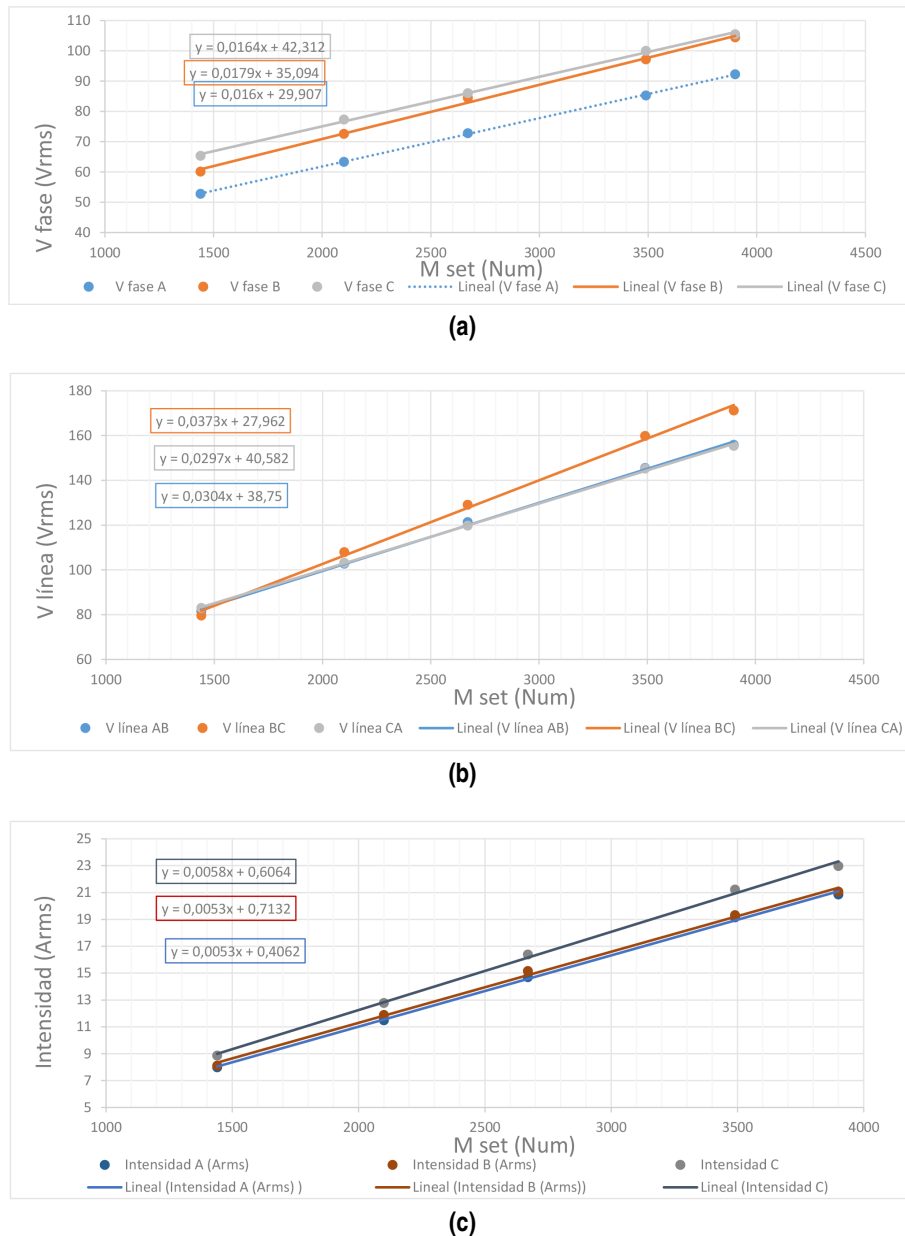 110
100
90
80
70
60
50
40
V fase (Vrms)
y = 0,0164x + 42,312
y = 0,0179x + 35,094
y = 0,016x + 29,907
1000 1500 2000 2500 3000 3500 4000 4500
M set (Num)
V fase A V fase B V fase C Lineal (V fase A) Lineal (V fase B) Lineal (V fase C)
(a)
180
160
140
120
100
80
60
V línea (Vrms)
y = 0,0373x + 27,962
y = 0,0297x + 40,582
y = 0,0304x + 38,75
1000 1500 2000 2500 3000 3500 4000 4500
M set (Num)
V línea AB V línea BC V línea CA Lineal (V línea AB) Lineal (V línea BC) Lineal (V línea CA)
(b)
25
23
21
19
17
15
13
11
9
7
5
Intensidad (Arms)
y = 0,0058x + 0,6064
y = 0,0053x + 0,7132
y = 0,0053x + 0,4062
1000 1500 2000 2500 3000 3500 4000
M set (Num)
Intensidad A (Arms) Intensidad B (Arms) Intensidad C
Lineal (Intensidad A (Arms) ) Lineal (Intensidad B (Arms)) Lineal (Intensidad C)
(c)